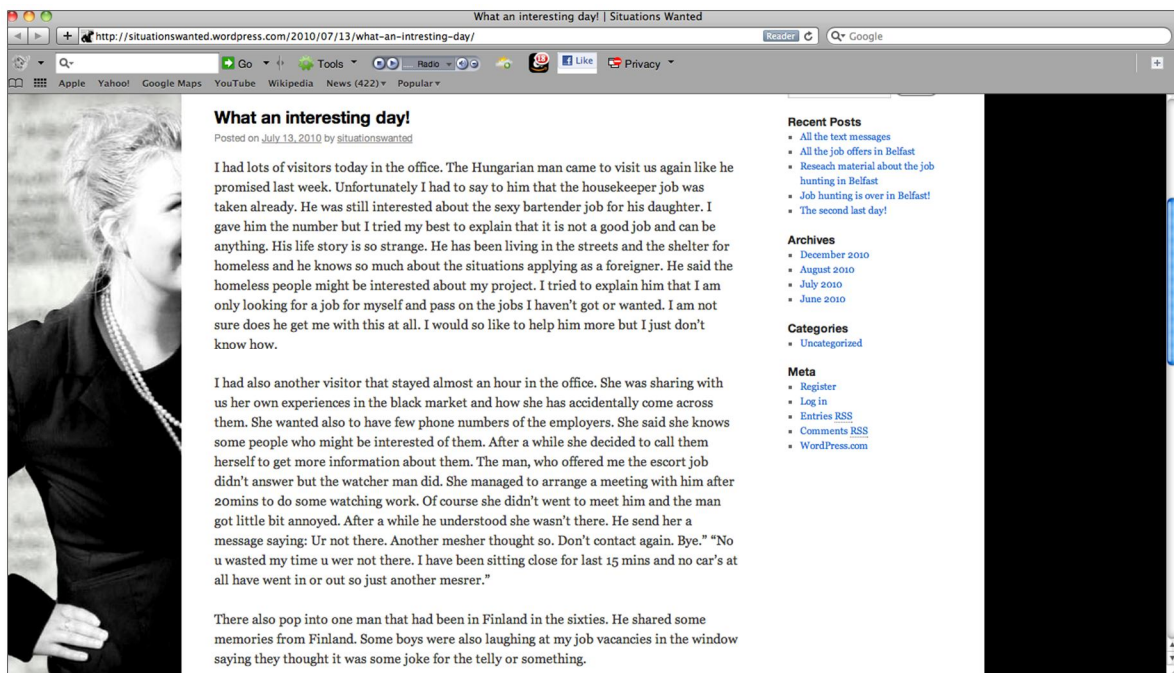 What an interesting day! | Situations Wanted
http://situationswanted.wordpress.com/2010/07/13/what-an-intresting-day/
Reader
Google
Go
Tools
Radio
13
Like
Privacy
Apple Yahoo! Google Maps YouTube Wikipedia News (422) Popular
What an interesting day!
Posted on July 13, 2010 by situationswanted
I had lots of visitors today in the office. The Hungarian man came to visit us again like he
promised last week. Unfortunately I had to say to him that the housekeeper job was
taken already. He was still interested about the sexy bartender job for his daughter. I
gave him the number but I tried my best to explain that it is not a good job and can be
anything. His life story is so strange. He has been living in the streets and the shelter for
homeless and he knows so much about the situations applying as a foreigner. He said the
homeless people might be interested about my project. I tried to explain him that I am
only looking for a job for myself and pass on the jobs I haven't got or wanted. I am not
sure does he get me with this at all. I would so like to help him more but I just don't
know how.
I had also another visitor that stayed almost an hour in the office. She was sharing with
us her own experiences in the black market and how she has accidentally come across
them. She wanted also to have few phone numbers of the employers. She said she knows
some people who might be interested of them. After a while she decided to call them
herself to get more information about them. The man, who offered me the escort job
didn't answer but the watcher man did. She managed to arrange a meeting with him after
20mins to do some watching work. Of course she didn't went to meet him and the man
got little bit annoyed. After a while he understood she wasn't there. He send her a
message saying: Ur not there. Another mesher thought so. Don't contact again. Bye." "No
u wasted my time u wer not there. I have been sitting close for last 15 mins and no car's at
all have went in or out so just another mesrer."
There also pop into one man that had been in Finland in the sixties. He shared some
memories from Finland. Some boys were also laughing at my job vacancies in the window
saying they thought it was some joke for the telly or something.
Recent Posts
All the text messages
All the job offers in Belfast
Reseach material about the job
hunting in Belfast
Job hunting is over in Belfast!
The second last day!
Archives
December 2010
August 2010
July 2010
June 2010
Categories
Uncategorized
Meta
Register
Log in
Entries RSS
Comments RSS
WordPress.com